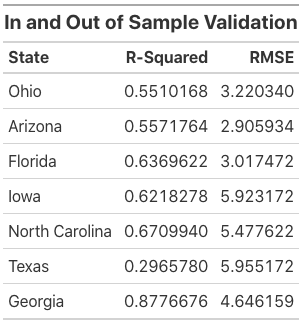 In and Out of Sample Validation
State R-Squared RMSE
Ohio 0.5510168 3.220340
Arizona 0.5571764 2.905934
Florida 0.6369622 3.017472
Iowa 0.6218278 5.923172
North Carolina 0.6709940 5.477622
Texas 0.2965780 5.955172
Georgia 0.8776676 4.646159